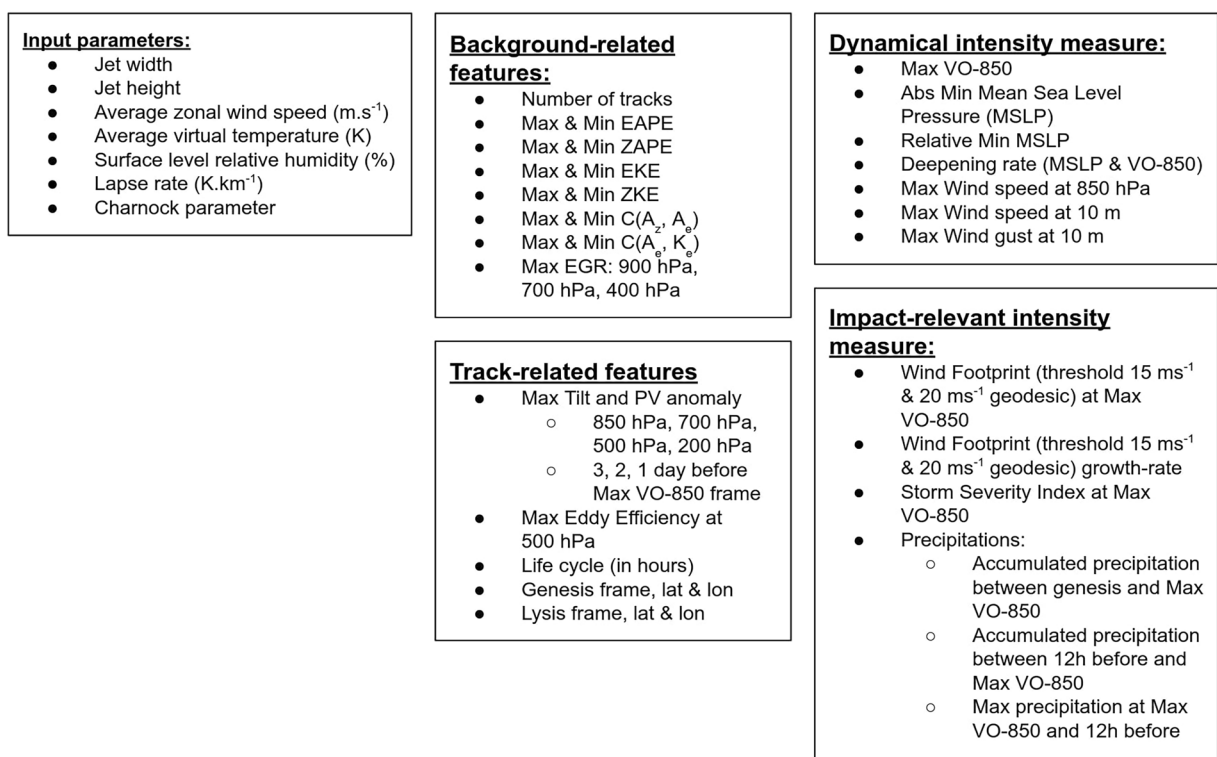 Input parameters:
● Jet width
● Jet height
● Average zonal wind speed (m.s⁻¹)
● Average virtual temperature (K)
● Surface level relative humidity (%)
● Lapse rate (K.km⁻¹)
● Charnock parameter
Background-related
features:
● Number of tracks
● Max & Min EAPE
● Max & Min ZAPE
● Max & Min EKE
● Max & Min ZKE
● Max & Min C(A_z, A_e)
● Max & Min C(A_e, K_e)
● Max EGR: 900 hPa,
700 hPa, 400 hPa
Track-related features
● Max Tilt and PV anomaly
○ 850 hPa, 700 hPa,
500 hPa, 200 hPa
○ 3, 2, 1 day before
Max VO-850 frame
● Max Eddy Efficiency at
500 hPa
● Life cycle (in hours)
● Genesis frame, lat & lon
● Lysis frame, lat & lon
Dynamical intensity measure:
● Max VO-850
● Abs Min Mean Sea Level
Pressure (MSLP)
● Relative Min MSLP
● Deepening rate (MSLP & VO-850)
● Max Wind speed at 850 hPa
● Max Wind speed at 10 m
● Max Wind gust at 10 m
Impact-relevant intensity
measure:
● Wind Footprint (threshold 15 ms⁻¹
& 20 ms⁻¹ geodesic) at Max
VO-850
● Wind Footprint (threshold 15 ms⁻¹
& 20 ms⁻¹ geodesic) growth-rate
● Storm Severity Index at Max
VO-850
● Precipitations:
○ Accumulated precipitation
between genesis and Max
VO-850
○ Accumulated precipitation
between 12h before and
Max VO-850
○ Max precipitation at Max
VO-850 and 12h before